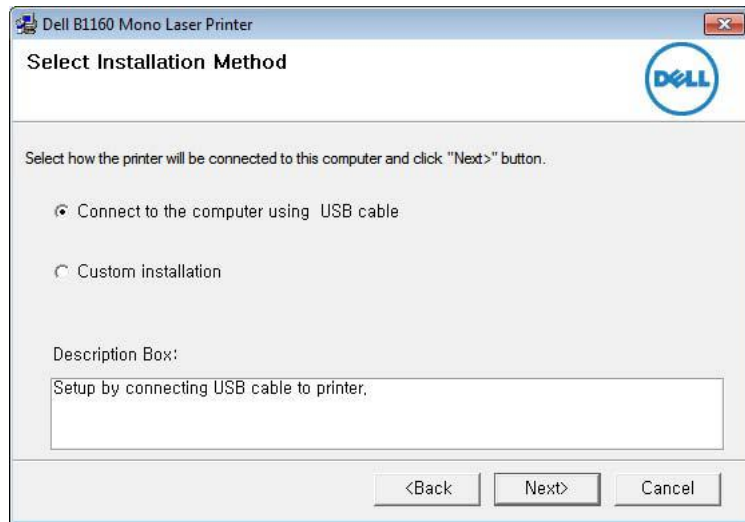 Dell B1160 Mono Laser Printer
Select Installation Method
DELL
Select how the printer will be connected to this computer and click "Next>" button.
Connect to the computer using  USB cable
Custom installation
Description Box:
Setup by connecting USB cable to printer.
<Back
Next>
Cancel